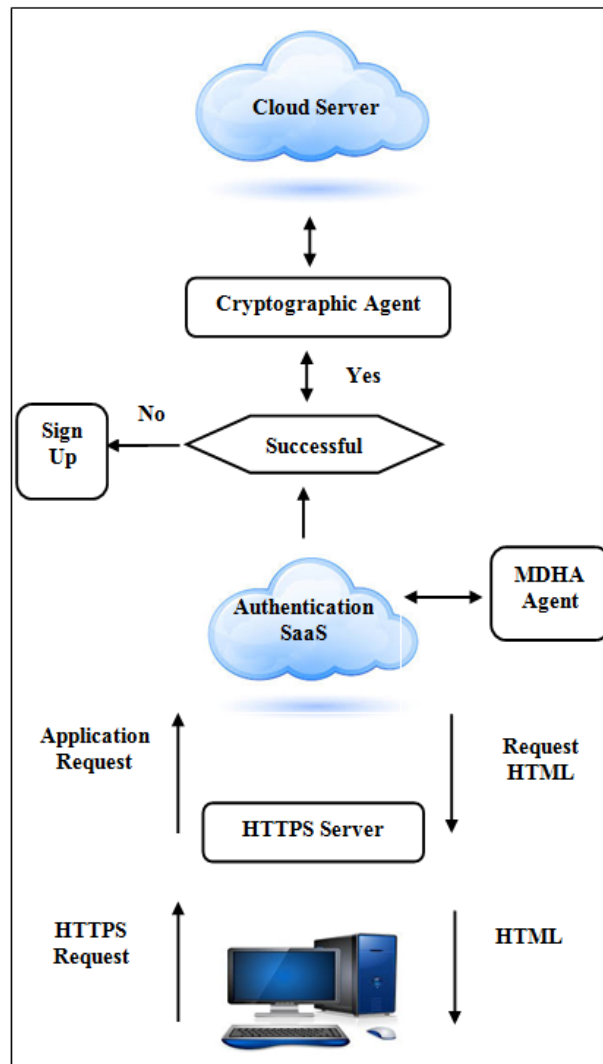 Cloud Server
Cryptographic Agent
Yes
No
Sign
Up
Successful
MDHA
Agent
Authentication
SaaS
Application
Request
Request
HTML
HTTPS Server
HTTPS
Request
HTML